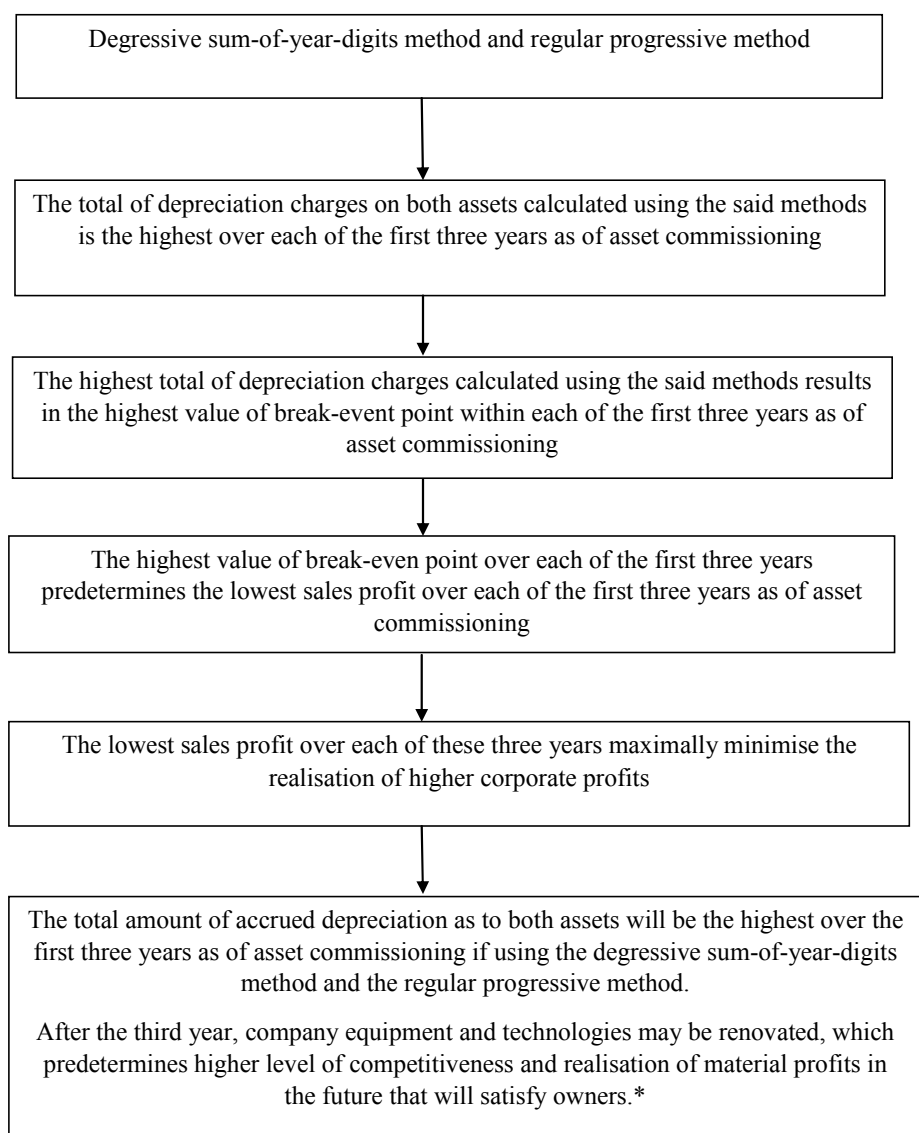 Degressive sum-of-year-digits method and regular progressive method
The total of depreciation charges on both assets calculated using the said methods
is the highest over each of the first three years as of asset commissioning
The highest total of depreciation charges calculated using the said methods results
in the highest value of break-event point within each of the first three years as of
asset commissioning
The highest value of break-even point over each of the first three years
predetermines the lowest sales profit over each of the first three years as of asset
commissioning
The lowest sales profit over each of these three years maximally minimise the
realisation of higher corporate profits
The total amount of accrued depreciation as to both assets will be the highest over the
first three years as of asset commissioning if using the degressive sum-of-year-digits
method and the regular progressive method.
After the third year, company equipment and technologies may be renovated, which
predetermines higher level of competitiveness and realisation of material profits in
the future that will satisfy owners.*